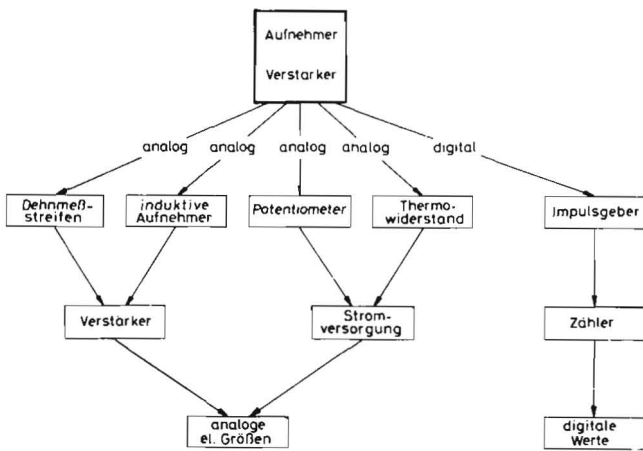 Aufnehmer
Verstarker
analog
analog
analog
analog
digital
Dehnmeß-
streifen
induktive
Aufnehmer
Potentiometer
Thermo-
widerstand
Impulsgeber
Verstärker
Strom-
versorgung
Zähler
analoge
el. Größen
digitale
Werte